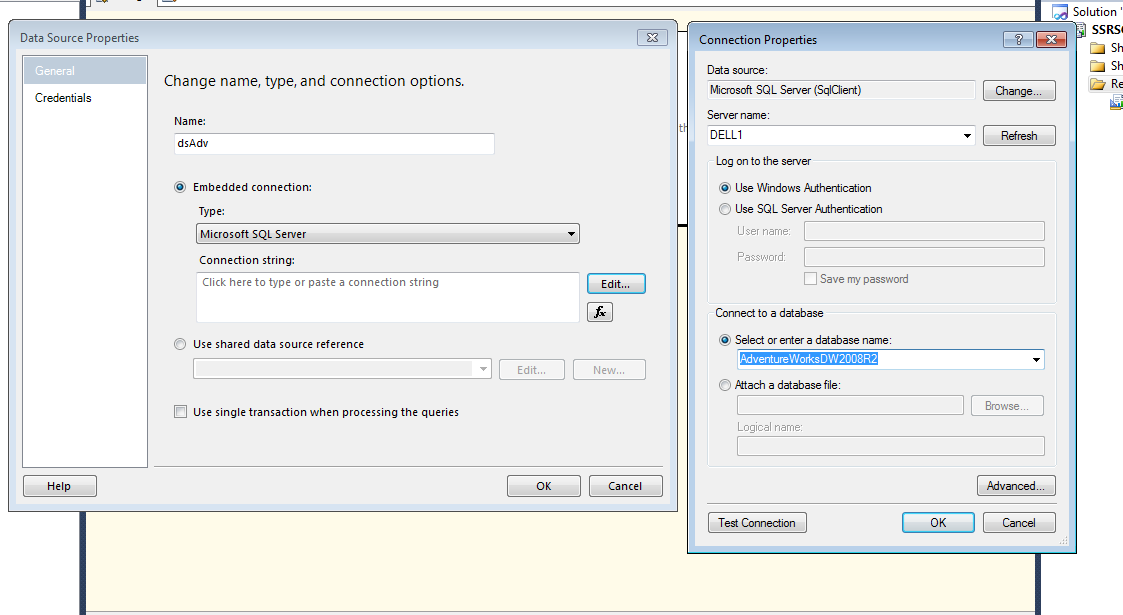 Data Source Properties
General
Credentials
Change name, type, and connection options.
Name:
dsAdv
Embedded connection:
Type:
Microsoft SQL Server
Connection string:
Click here to type or paste a connection string
Edit...
fx
Use shared data source reference
Edit...
New...
Use single transaction when processing the queries
Help
OK
Cancel
th
Connection Properties
?
Data source:
Microsoft SQL Server (SqlClient)
Change...
Server name:
DELL1
Refresh
Log on to the server
Use Windows Authentication
Use SQL Server Authentication
User name:
Password:
Save my password
Connect to a database
Select or enter a database name:
AdventureWorksDW2008R2
Attach a database file:
Browse...
Logical name:
Advanced...
Test Connection
OK
Cancel
Solution '
SSRS
Sh
Sh
Re